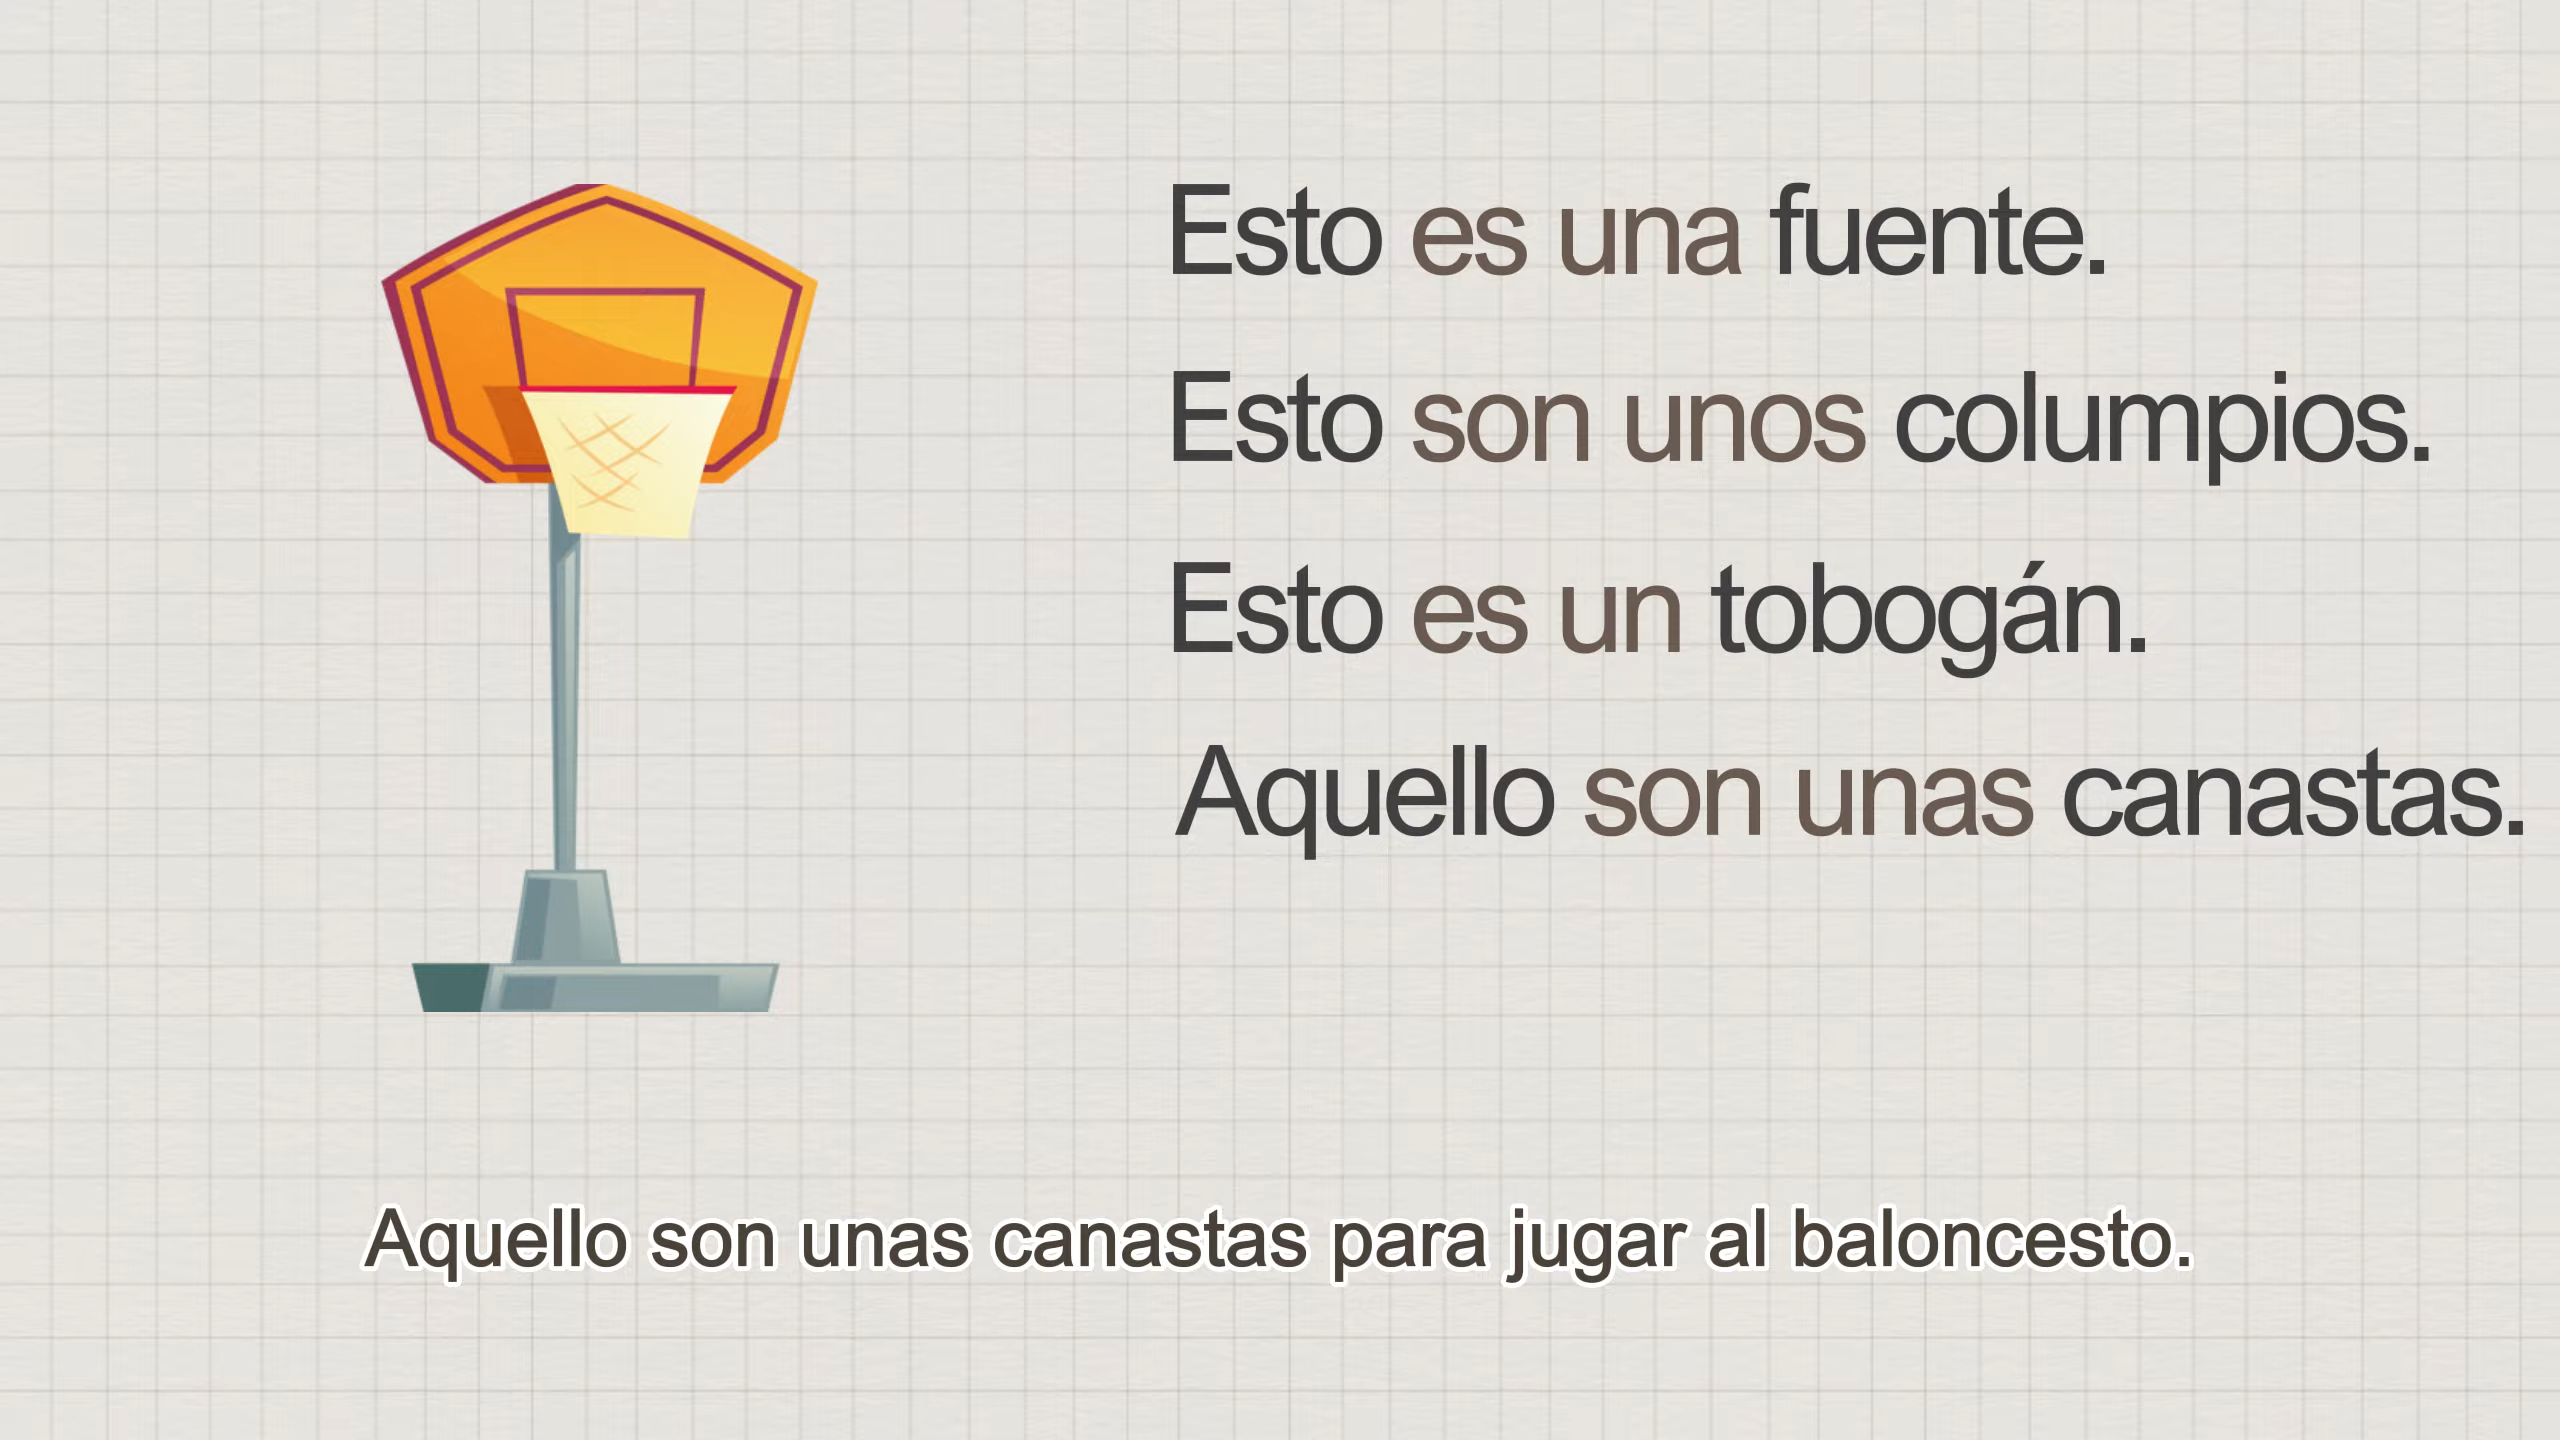 Esto es una fuente.
Esto son unos columpios.
Esto es un tobogán.
Aquello son unas canastas.
Aquello son unas canastas para jugar al baloncesto.